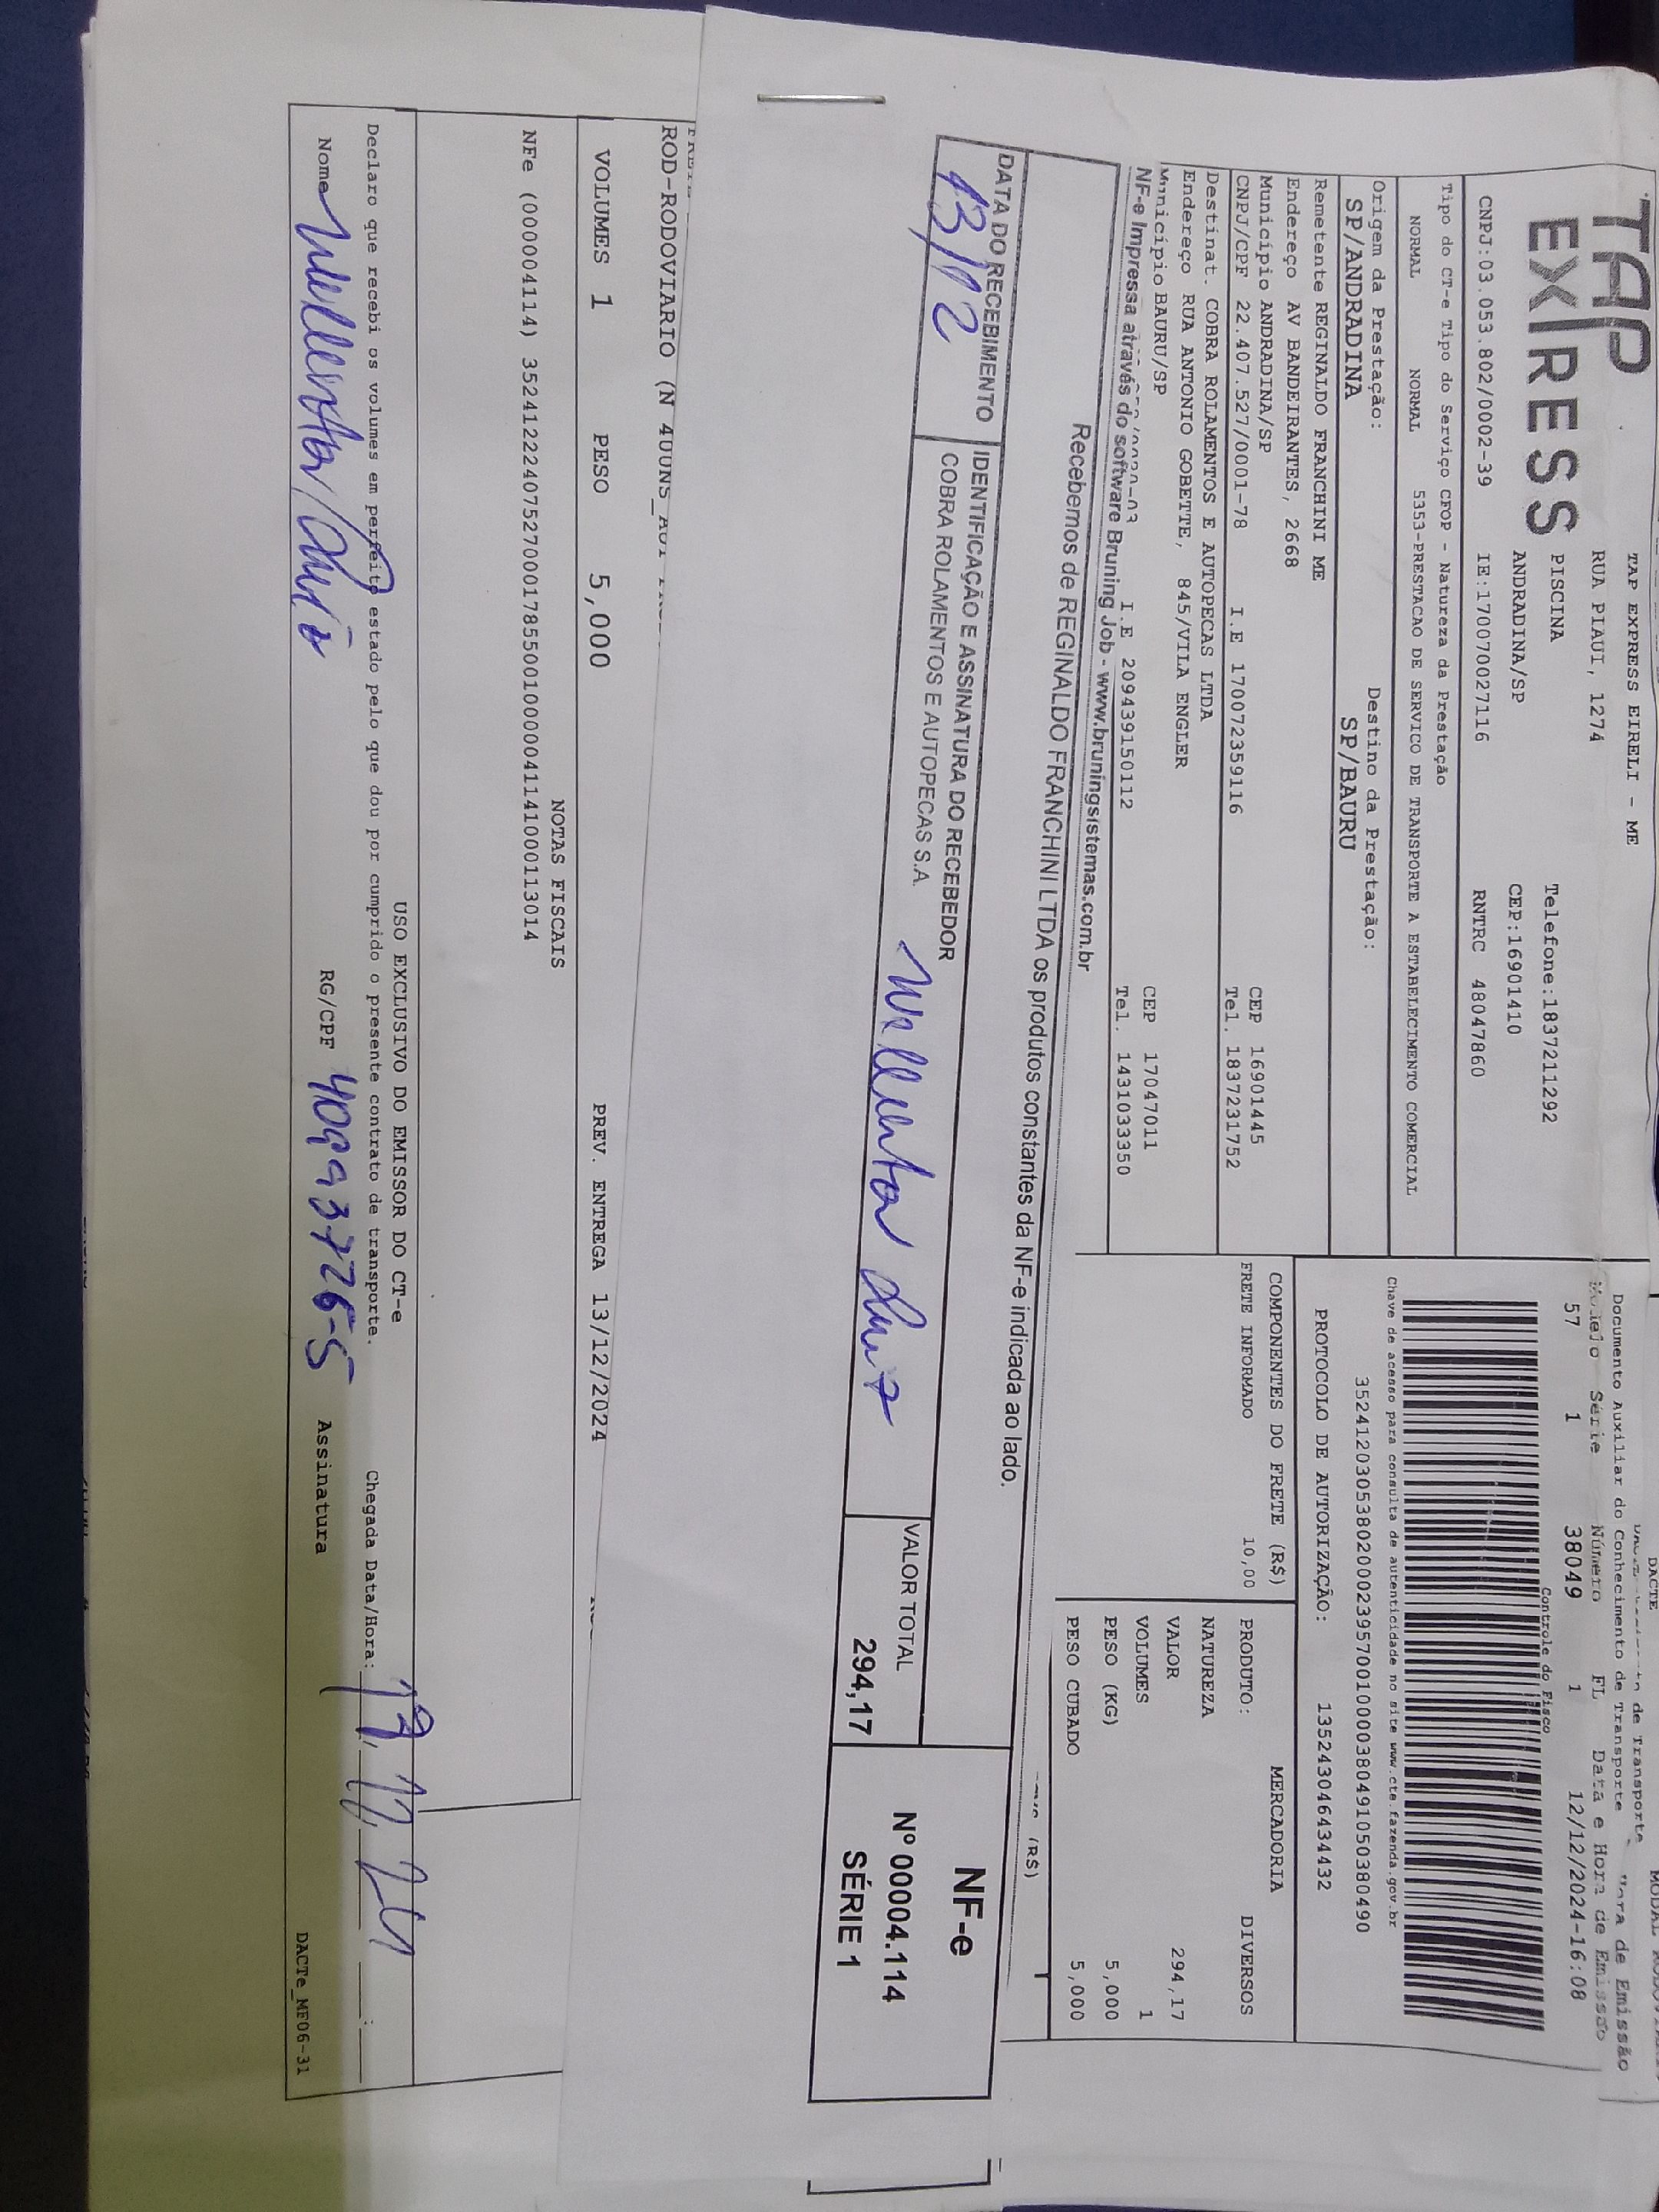 TAP
EXPRESS
TAP EXPRESS EIRELI - ME
RUA PIAUI, 1274
PISCINA
Telefone:1837211292
ANDRADINA/SP
CEP:16901410
CNPJ:03.053.802/0002-39 IE:170070027116 RNTRC 48047860
Tipo do CT-e Tipo do Serviço CFOP - Natureza da Prestação
NORMAL NORMAL 5353-PRESTACAO DE SERVICO DE TRANSPORTE A ESTABELECIMENTO COMERCIAL
Origem da Prestação: Destino da Prestação:
SP/ANDRADINA SP/BAURU
Remetente REGINALDO FRANCHINI ME
Endereço AV BANDEIRANTES, 2668
Município ANDRADINA/SP CEP 16901445
CNPJ/CPF 22.407.527/0001-78 I.E 170072359116 Tel. 1837231752
Destinat. COBRA ROLAMENTOS E AUTOPECAS LTDA
Endereço RUA ANTONIO GOBETTE, 845/VILA ENGLER
Município BAURU/SP CEP 17047011
I.E 209439150112 Tel. 1431033350
DACTE
de Transporte
Documento Auxiliar do Conhecimento de Transporte
Modelo Série Número FL Data e Hora de Emissão
57 1 38049 1 12/12/2024-16:08
Controle do Fisco
Chave de acesso para consulta de autenticidade no site www.cte.fazenda.gov.br
35241203053802000239570010000380491050380490
PROTOCOLO DE AUTORIZAÇÃO: 135243046434432
COMPONENTES DO FRETE (R$)
FRETE INFORMADO 10,00
MERCADORIA
PRODUTO: DIVERSOS
NATUREZA
VALOR 294,17
VOLUMES 1
PESO (KG) 5,000
PESO CUBADO 5,000
(R$)
NF-e Impressa através do software Bruning Job - www.bruningsistemas.com.br
Recebemos de REGINALDO FRANCHINI LTDA os produtos constantes da NF-e indicada ao lado.
DATA DO RECEBIMENTO
13/12
IDENTIFICAÇÃO E ASSINATURA DO RECEBEDOR
COBRA ROLAMENTOS E AUTOPECAS S.A.
VALOR TOTAL
294,17
NF-e
Nº 00004.114
SÉRIE 1
ROD-RODOVIARIO
VOLUMES 1 PESO 5,000 PREV. ENTREGA 13/12/2024
NOTAS FISCAIS
NFe (000004114) 35241222407527000178550010000041141000113014
USO EXCLUSIVO DO EMISSOR DO CT-e
Declaro que recebi os volumes em perfeito estado pelo que dou por cumprido o presente contrato de transporte. Chegada Data/Hora:
Nome RG/CPF 40993726-5 Assinatura
DACTe_MF06-31